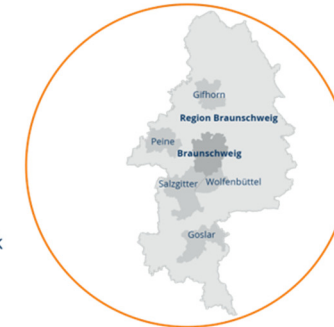 Gifhorn
Region Braunschweig
Peine
Braunschweig
Salzgitter
Wolfenbüttel
Goslar
k